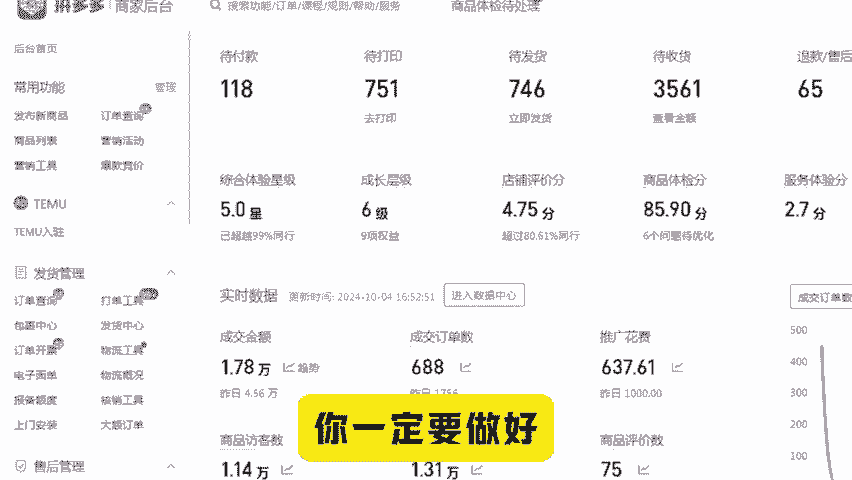 拼多多 商家后台 搜索功能/订单/课程/规则/帮助/服务 商品体检待处理
后台首页
常用功能 管理
发布新商品 订单查询
商品列表 营销活动
营销工具 爆款竞价
TEMU
TEMU入驻
发货管理
订单查询 打单工具
包裹中心 发货中心
订单开票 物流工具
电子面单 物流概况
报备额度 核销工具
上门安装 大额订单
售后管理
待付款 待打印 待发货 待收货 退款/售后
118 751 746 3561 65
去打印 立即发货 查看全额
综合体验星级 成长层级 店铺评价分 商品体检分 服务体验分
5.0 星 6 级 4.75 分 85.90 分 2.7 分
已超越99%同行 9项权益 超过80.61%同行 6个问题待优化
实时数据 更新时间: 2024-10-04 16:52:51 进入数据中心 成交订单数
成交金额 成交订单数 推广花费
1.78 万 趋势 688 637.61
昨日 4.56 万 昨日 1756 昨日 1000.00
商品访客数 商品评价数
1.14 万 1.31 万 75
500
400
300
200
100
你一定要做好